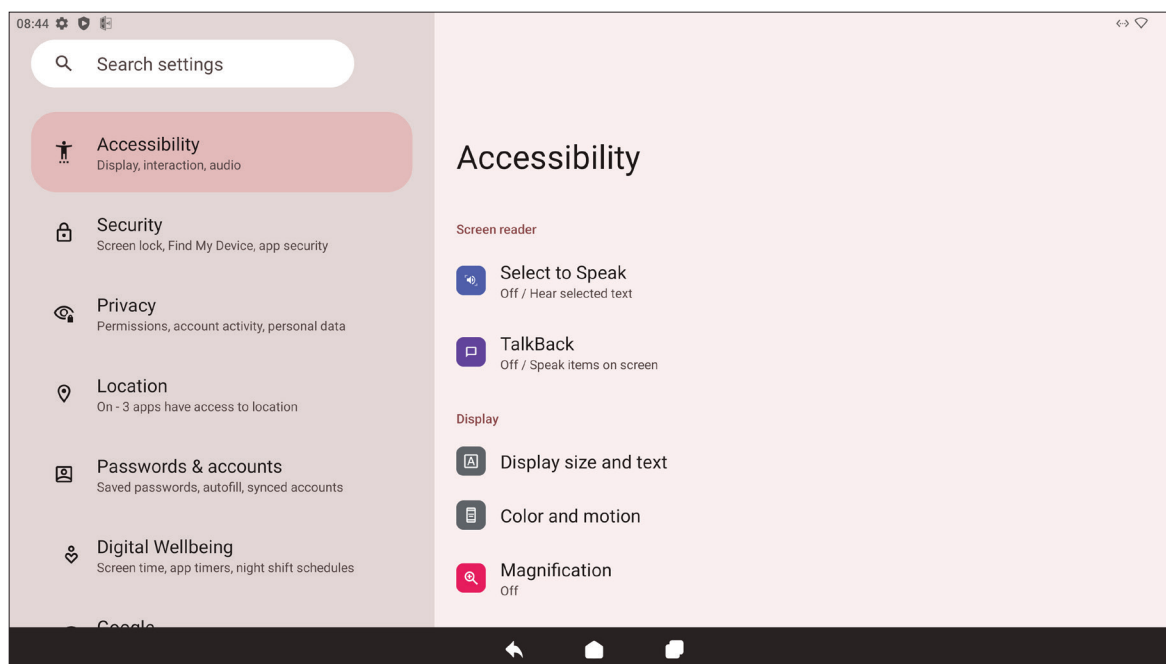 08:44
Search settings
Accessibility
Display, interaction, audio
Security
Screen lock, Find My Device, app security
Privacy
Permissions, account activity, personal data
Location
On - 3 apps have access to location
Passwords & accounts
Saved passwords, autofill, synced accounts
Digital Wellbeing
Screen time, app timers, night shift schedules
Google
Accessibility
Screen reader
Select to Speak
Off / Hear selected text
TalkBack
Off / Speak items on screen
Display
Display size and text
Color and motion
Magnification
Off